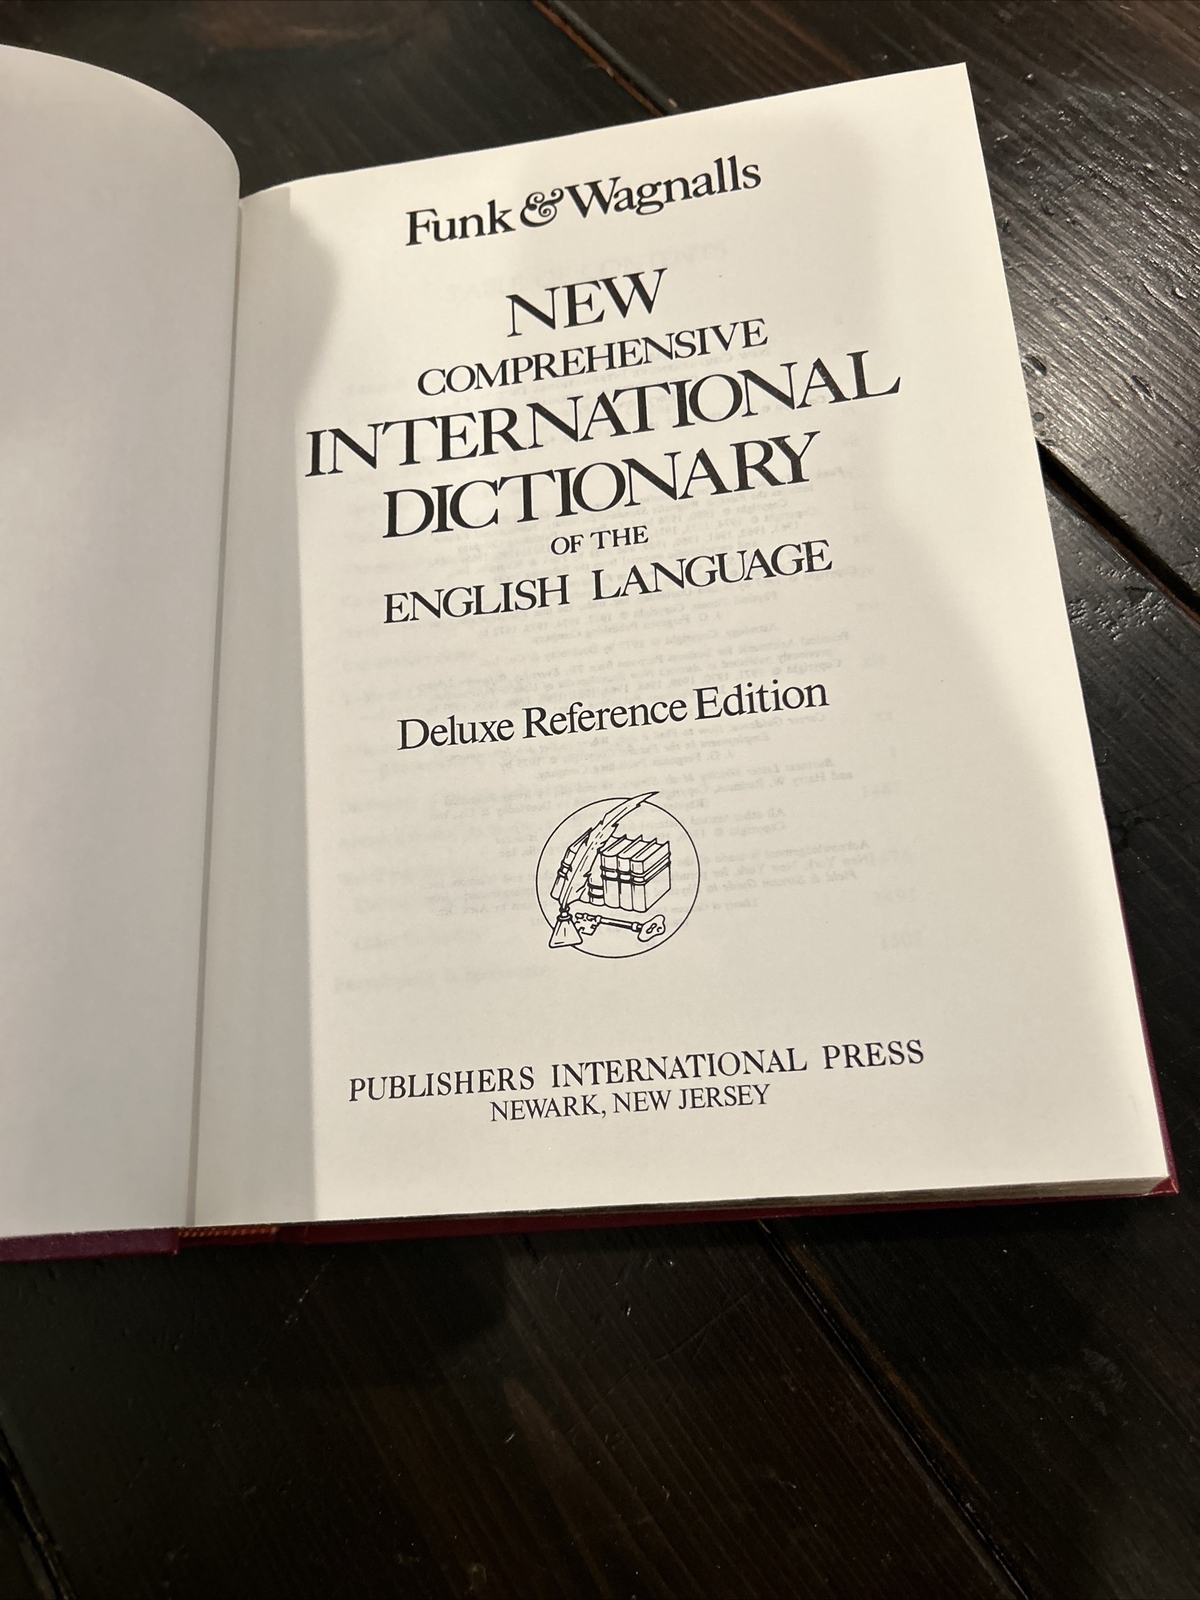 Funk & Wagnalls
NEW
COMPREHENSIVE
INTERNATIONAL
DICTIONARY
OF THE
ENGLISH LANGUAGE
Deluxe Reference Edition
PUBLISHERS INTERNATIONAL PRESS
NEWARK, NEW JERSEY